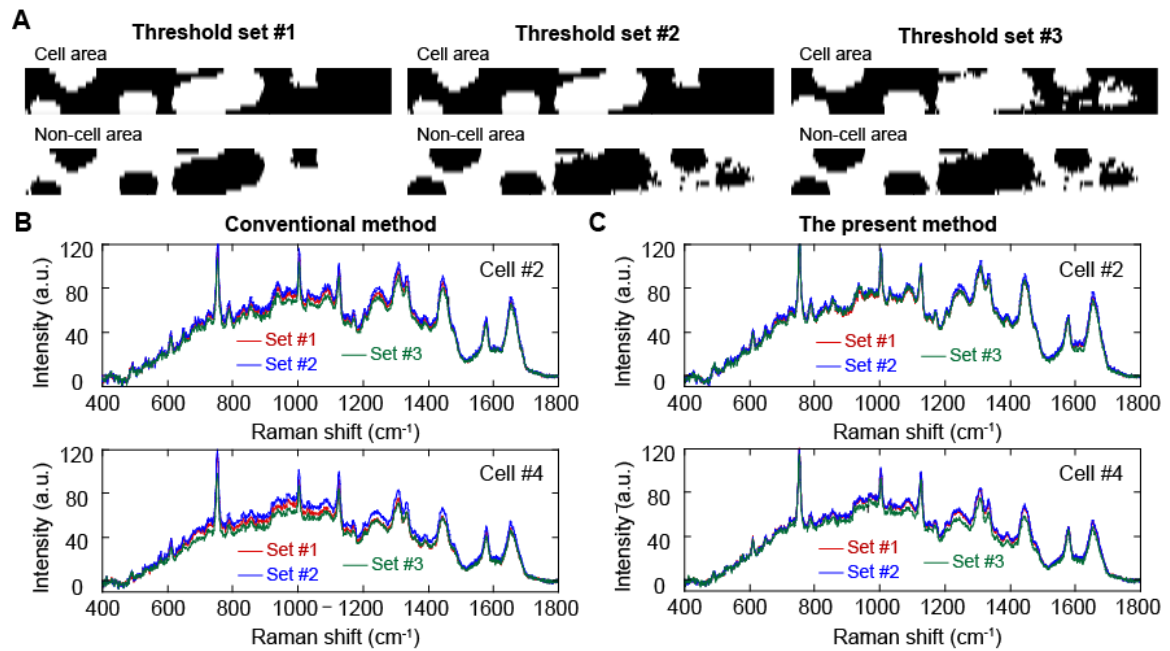 A
Threshold set #1
Threshold set #2
Threshold set #3
Cell area
Cell area
Cell area
Non-cell area
Non-cell area
Non-cell area
B
Conventional method
C
The present method
120
80
40
0
Intensity (a.u.)
Cell #2
Set #1
Set #2
Set #3
400 600 800 1000 1200 1400 1600 1800
Raman shift (cm⁻¹)
120
80
40
0
Intensity (a.u.)
Cell #2
Set #1
Set #2
Set #3
400 600 800 1000 1200 1400 1600 1800
Raman shift (cm⁻¹)
120
80
40
0
Intensity (a.u.)
Cell #4
Set #1
Set #2
Set #3
400 600 800 1000 1200 1400 1600 1800
Raman shift (cm⁻¹)
120
80
40
0
Intensity (a.u.)
Cell #4
Set #1
Set #2
Set #3
400 600 800 1000 1200 1400 1600 1800
Raman shift (cm⁻¹)